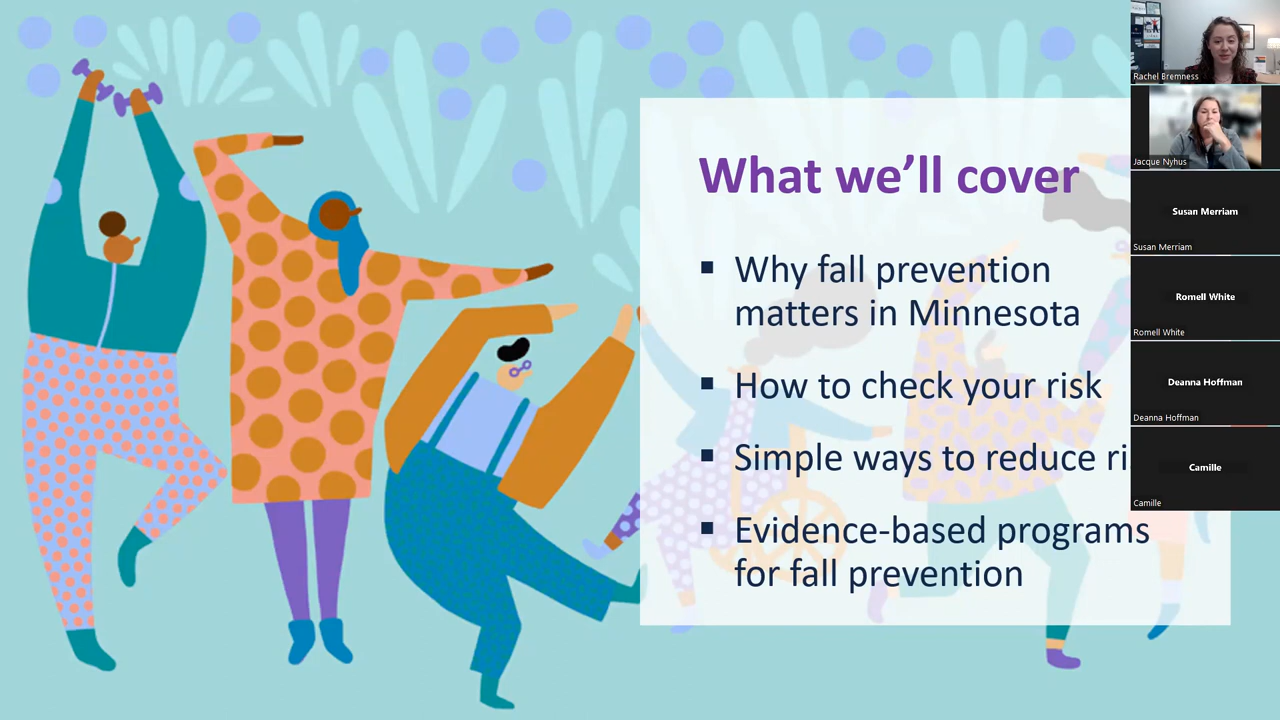 What we'll cover
▪ Why fall prevention
matters in Minnesota
▪ How to check your risk
▪ Simple ways to reduce
▪ Evidence-based programs
for fall prevention
Rachel Bremness
Jacque Nyhus
Susan Merriam
Susan Merriam
Romell White
Romell White
Deanna Hoffman
Deanna Hoffman
Camille
Camille